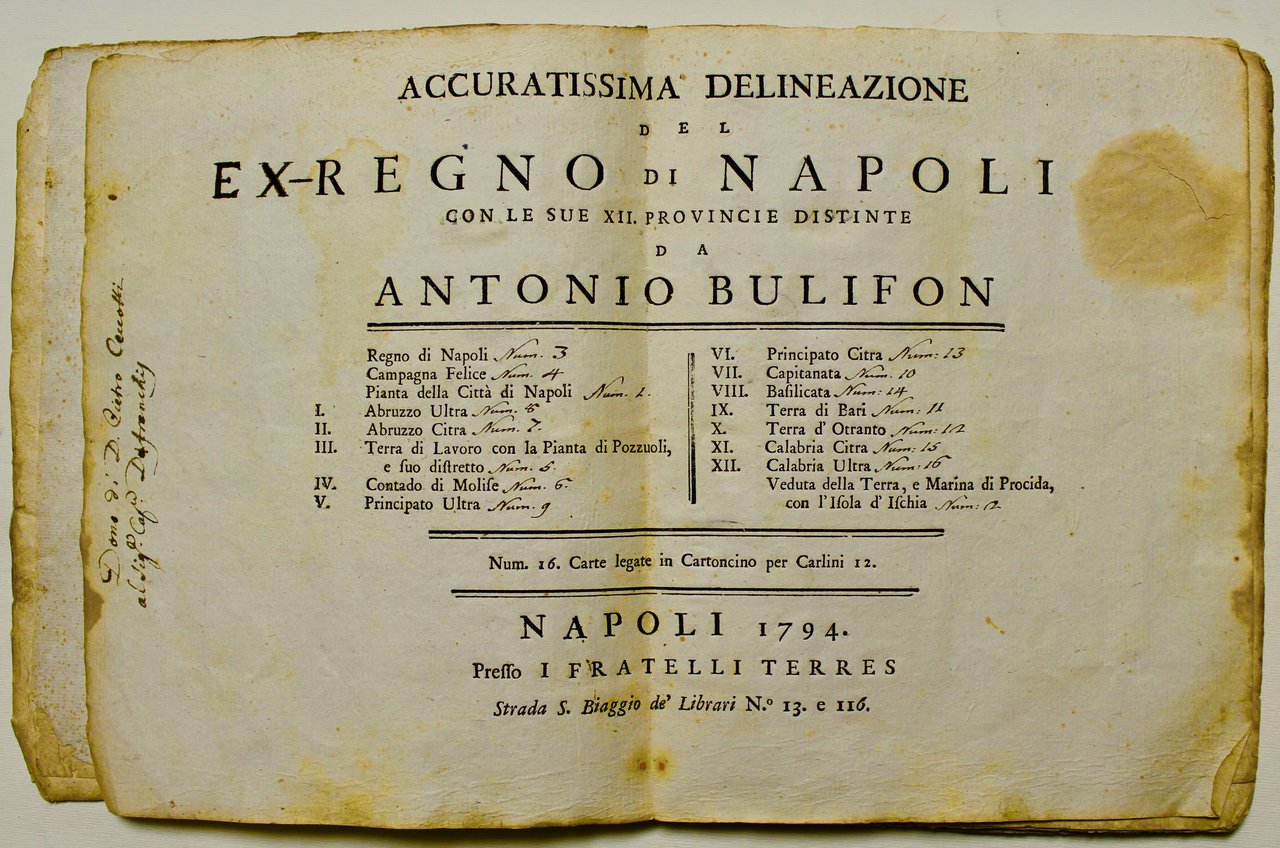 ACCURATISSIMA DELINEAZIONE
DEL
EX-REGNO DI NAPOLI
CON LE SUE XII. PROVINCIE DISTINTE
DA
ANTONIO BULIFON
Regno di Napoli Num. 3
Campagna Felice Num. 4
Pianta della Città di Napoli Num. 1.
I. Abruzzo Ultra Num. 8
II. Abruzzo Citra Num. 7.
III. Terra di Lavoro con la Pianta di Pozzuoli,
e ſuo diſtretto Num. 5.
IV. Contado di Moliſe Num. 6.
V. Principato Ultra Num. 9
VI. Principato Citra Num: 13
VII. Capitanata Num. 10
VIII. Baſilicata Num: 14
IX. Terra di Bari Num: 11
X. Terra d' Otranto Num: 12
XI. Calabria Citra Num: 15
XII. Calabria Ultra Num: 16
Veduta della Terra, e Marina di Procida,
con l'Iſola d' Iſchia Num: 2.
Num. 16. Carte legate in Cartoncino per Carlini 12.
NAPOLI 1794.
Preſſo I FRATELLI TERRES
Strada S. Biaggio de' Librari N.º 13. e 116.
Dono di D. Pietro
al Sig.r Cap.